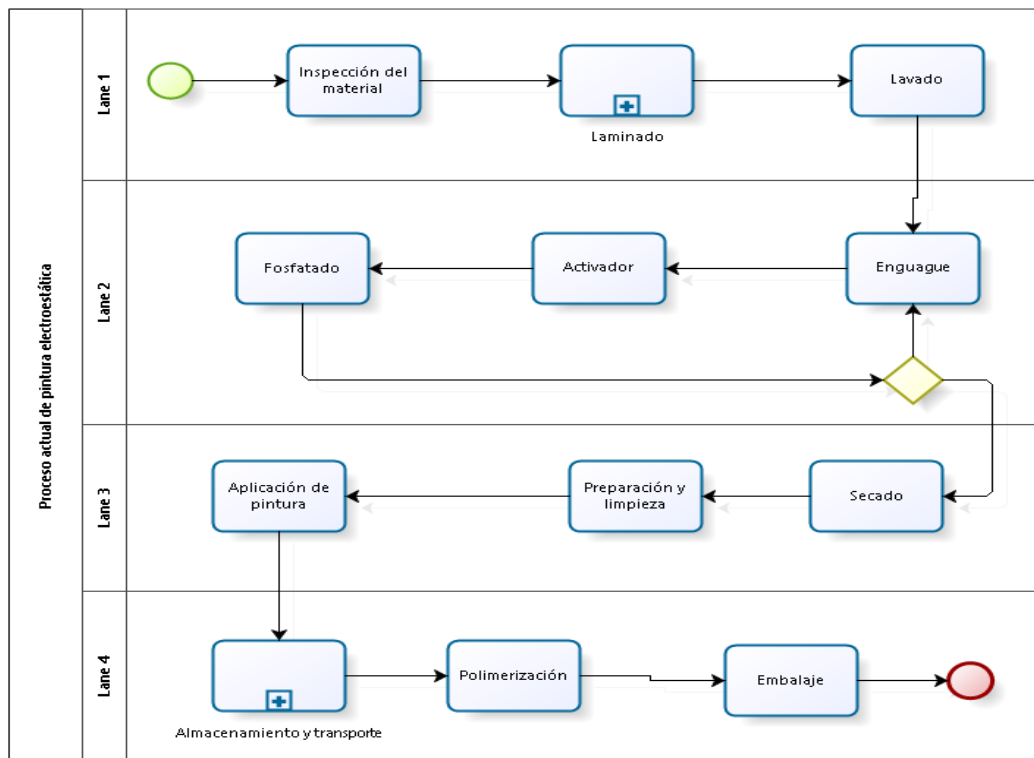 Proceso actual de pintura electroestática
Lane 1
Inspección del
material
Laminado
Lavado
Lane 2
Fosfatado
Activador
Enguague
Lane 3
Aplicación de
pintura
Preparación y
limpieza
Secado
Lane 4
Almacenamiento y transporte
Polimerización
Embalaje